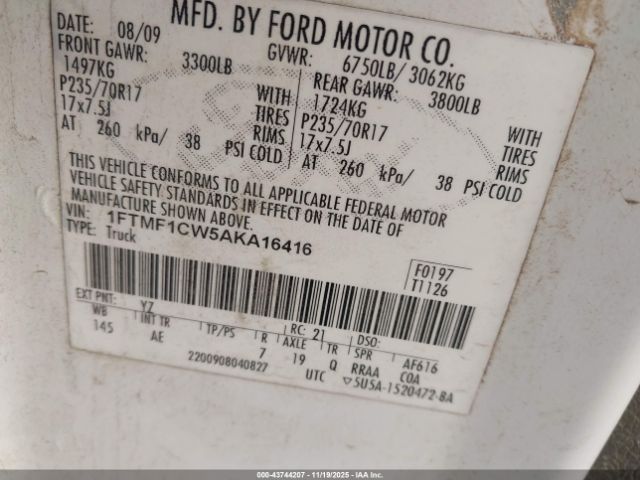 MFD. BY FORD MOTOR CO.
DATE: 08/09 GVWR: 6750LB/ 3062KG
FRONT GAWR: 3300LB REAR GAWR: 3800LB
1497KG WITH 1724KG WITH
P235/70R17 TIRES P235/70R17 TIRES
17x7.5J RIMS 17x7.5J RIMS
AT 260 kPa/ 38 PSI COLD AT 260 kPa/ 38 PSI COLD
THIS VEHICLE CONFORMS TO ALL APPLICABLE FEDERAL MOTOR
VEHICLE SAFETY STANDARDS IN EFFECT ON THE DATE OF
MANUFACTURE SHOWN ABOVE.
VIN: 1FTMF1CW5AKA16416
TYPE: Truck
F0197
T1126
EXT PNT: YZ RC: 21 DSO:
WB INT TR TP/PS R AXLE TR SPR AF616
145 AE 7 19 Q RRAA COA
2200908040827 UTC ▽5U5A-1520472-BA
000-43744207 - 11/19/2025 - IAA Inc.